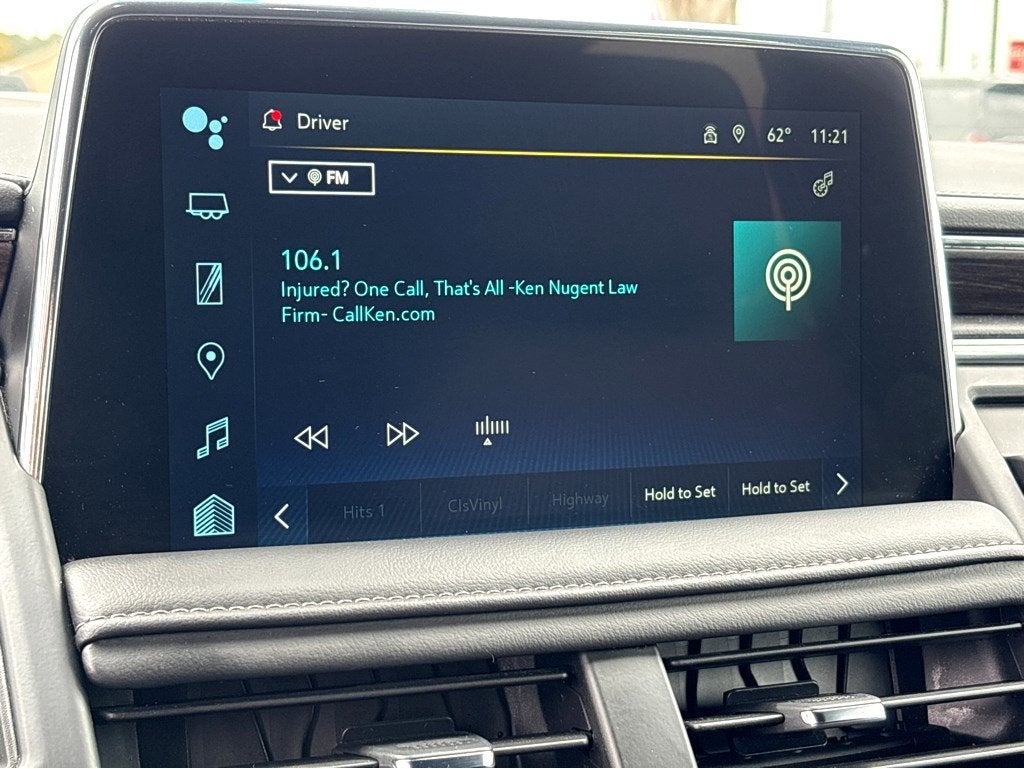 Driver
62° 11:21
FM
106.1
Injured? One Call, That's All -Ken Nugent Law
Firm- CallKen.com
Hits 1 ClsVinyl Highway Hold to Set Hold to Set